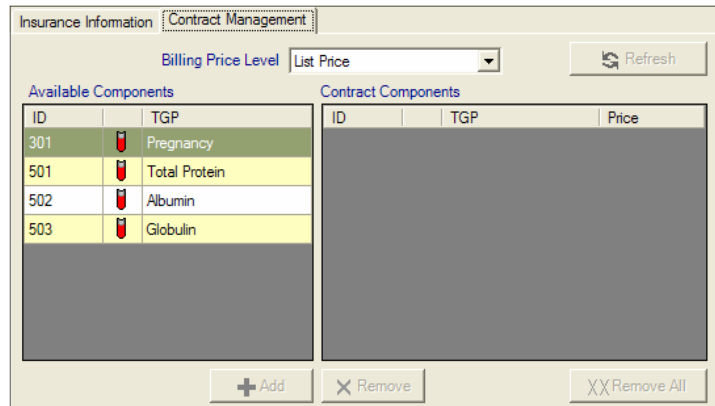 Insurance Information Contract Management
Billing Price Level List Price Refresh
Available Components Contract Components
ID TGP ID TGP Price
301 Pregnancy
501 Total Protein
502 Albumin
503 Globulin
Add Remove Remove All